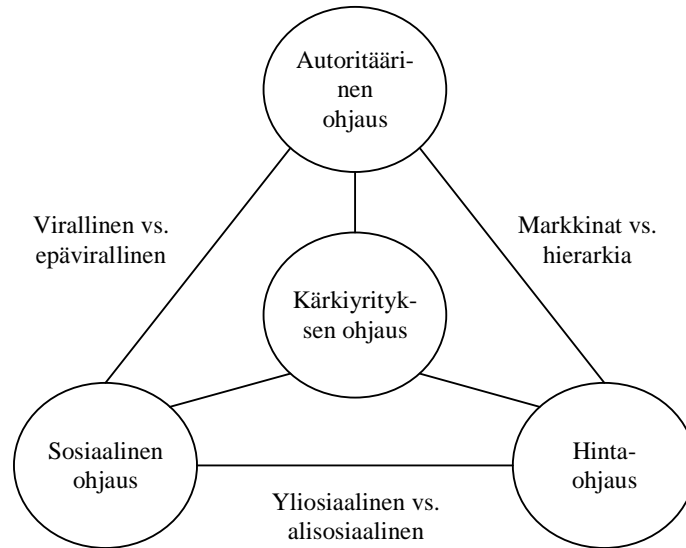 Autoritääri-
nen
ohjaus
Virallinen vs.
epävirallinen
Markkinat vs.
hierarkia
Kärkiyrityk-
sen ohjaus
Sosiaalinen
ohjaus
Hinta-
ohjaus
Yliosiaalinen vs.
alisosiaalinen